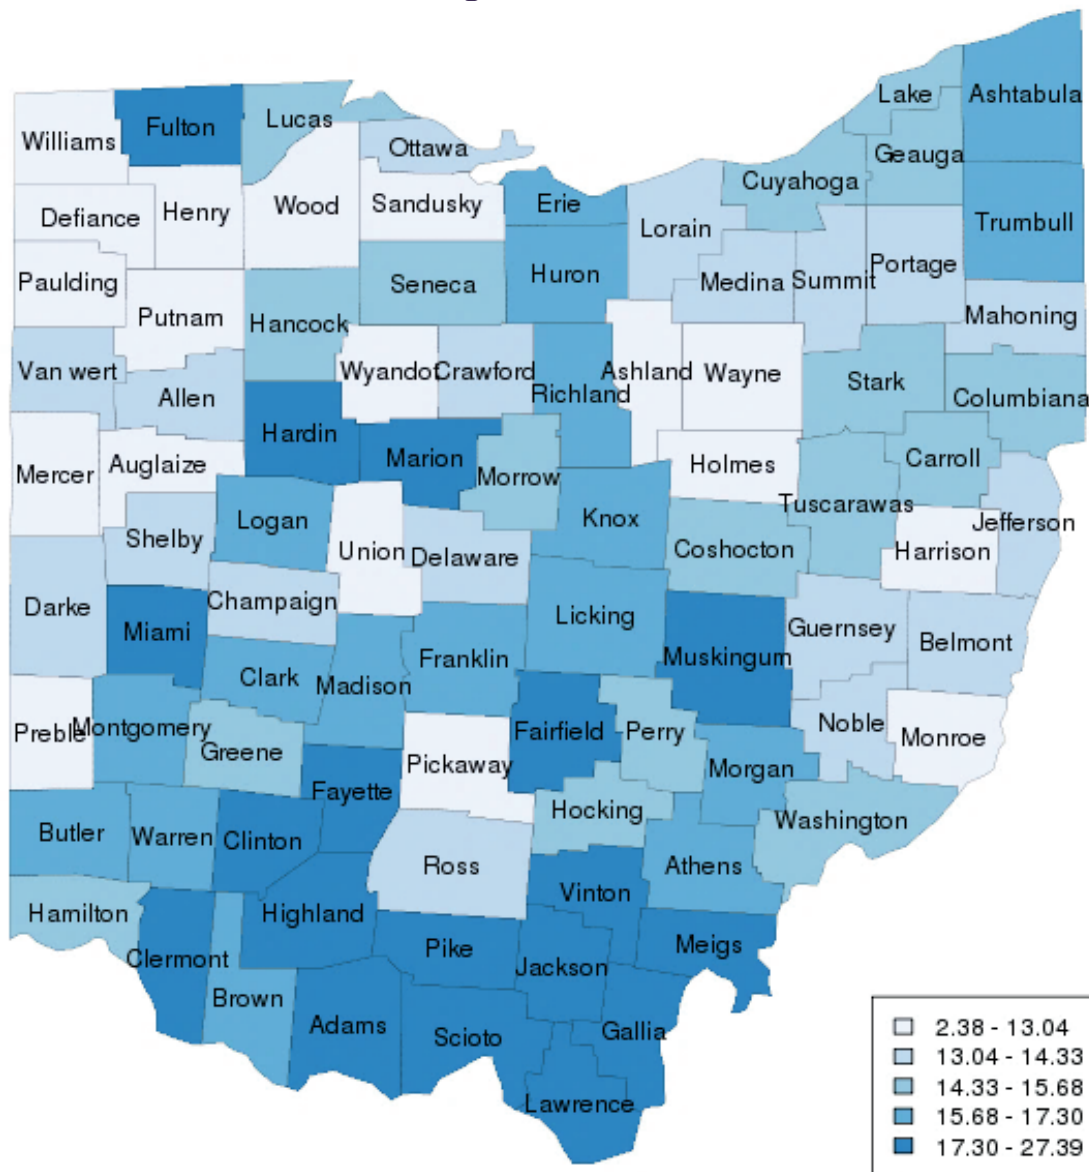 Williams
Fulton
Lucas
Ottawa
Lake
Ashtabula
Geauga
Cuyahoga
Defiance
Henry
Wood
Sandusky
Erie
Lorain
Trumbull
Paulding
Putnam
Hancock
Seneca
Huron
Medina
Summit
Portage
Mahoning
Van wert
Allen
Wyandot
Crawford
Richland
Ashland
Wayne
Stark
Columbiana
Mercer
Auglaize
Hardin
Marion
Morrow
Holmes
Carroll
Tuscarawas
Jefferson
Shelby
Logan
Union
Delaware
Knox
Coshocton
Harrison
Darke
Miami
Champaign
Licking
Muskingum
Guernsey
Belmont
Clark
Madison
Franklin
Preble
Montgomery
Greene
Pickaway
Fairfield
Perry
Morgan
Noble
Monroe
Butler
Warren
Clinton
Fayette
Hocking
Washington
Ross
Athens
Vinton
Hamilton
Clermont
Highland
Pike
Jackson
Meigs
Brown
Adams
Scioto
Gallia
Lawrence
2.38 - 13.04
13.04 - 14.33
14.33 - 15.68
15.68 - 17.30
17.30 - 27.39